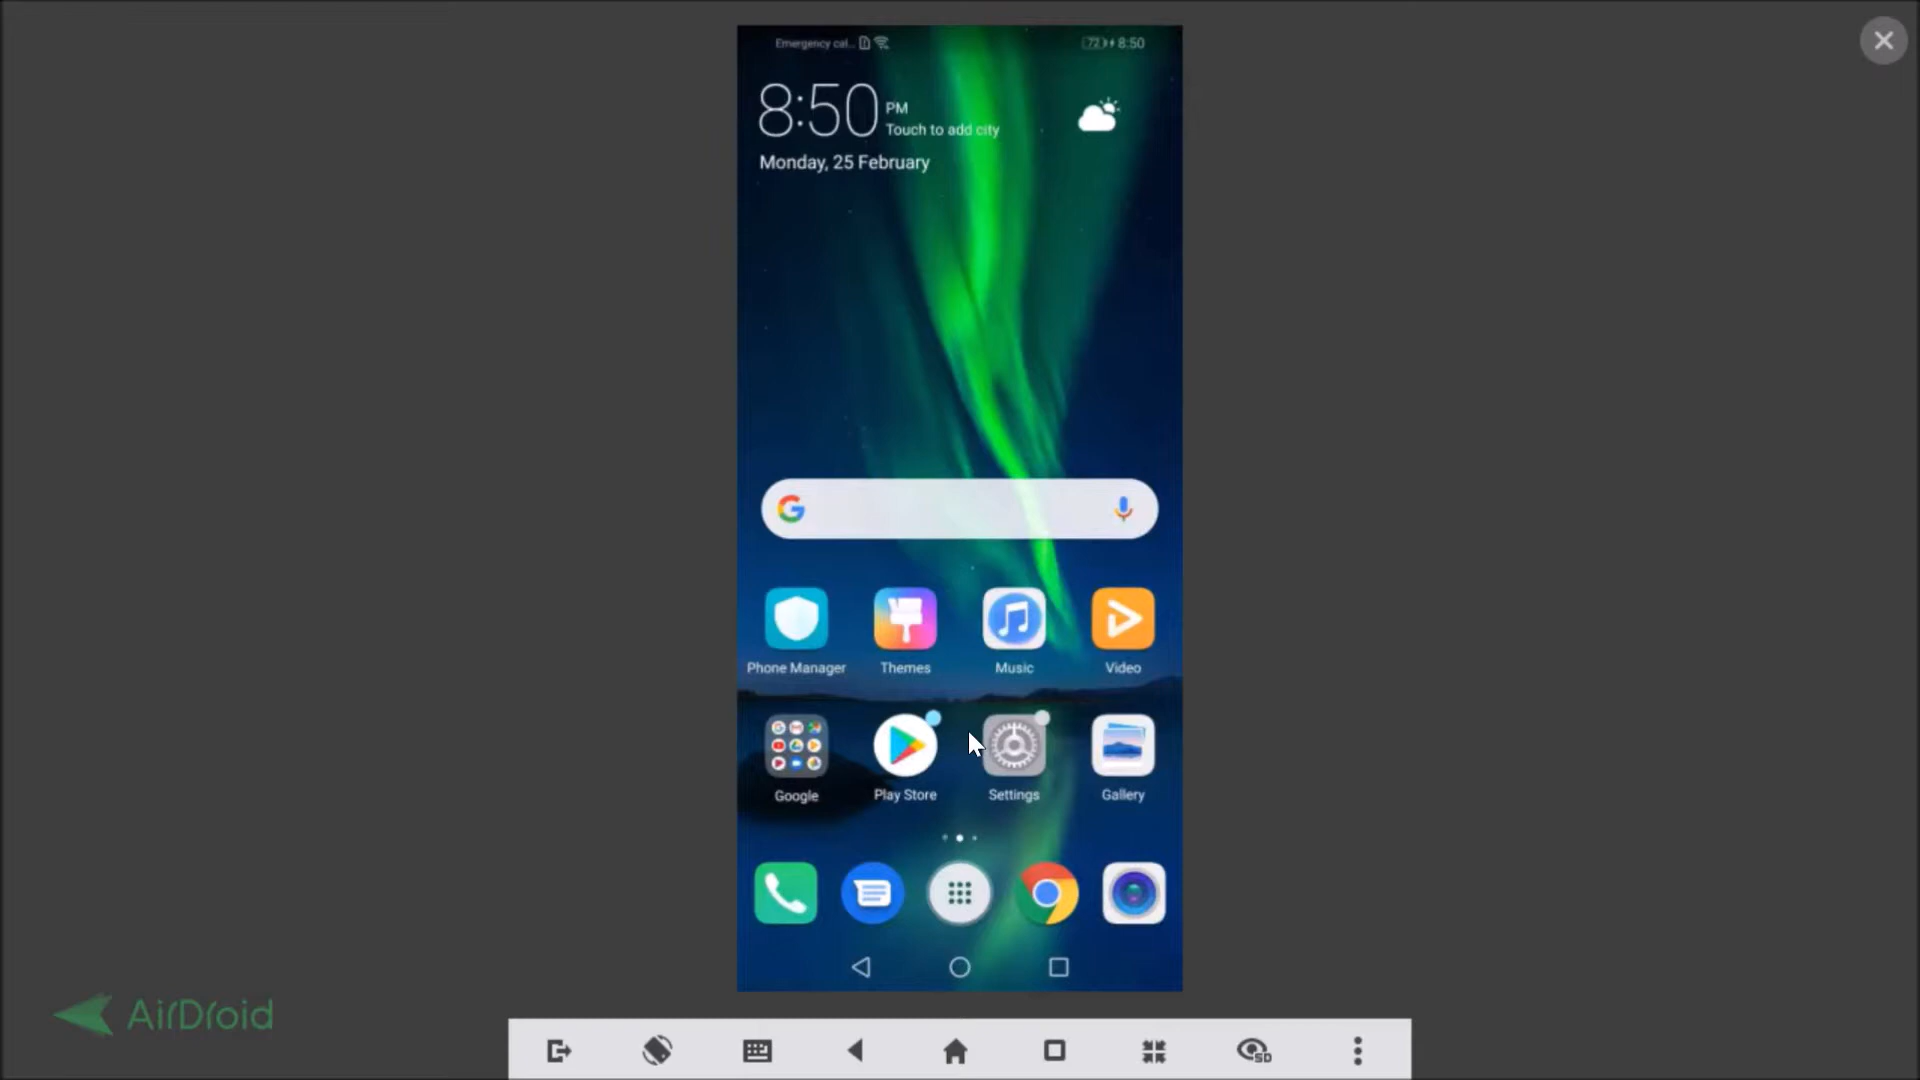 Emergency cal... 72 8:50
8:50 PM
Touch to add city
Monday, 25 February
Phone Manager Themes Music Video
Google Play Store Settings Gallery
AirDroid
SD